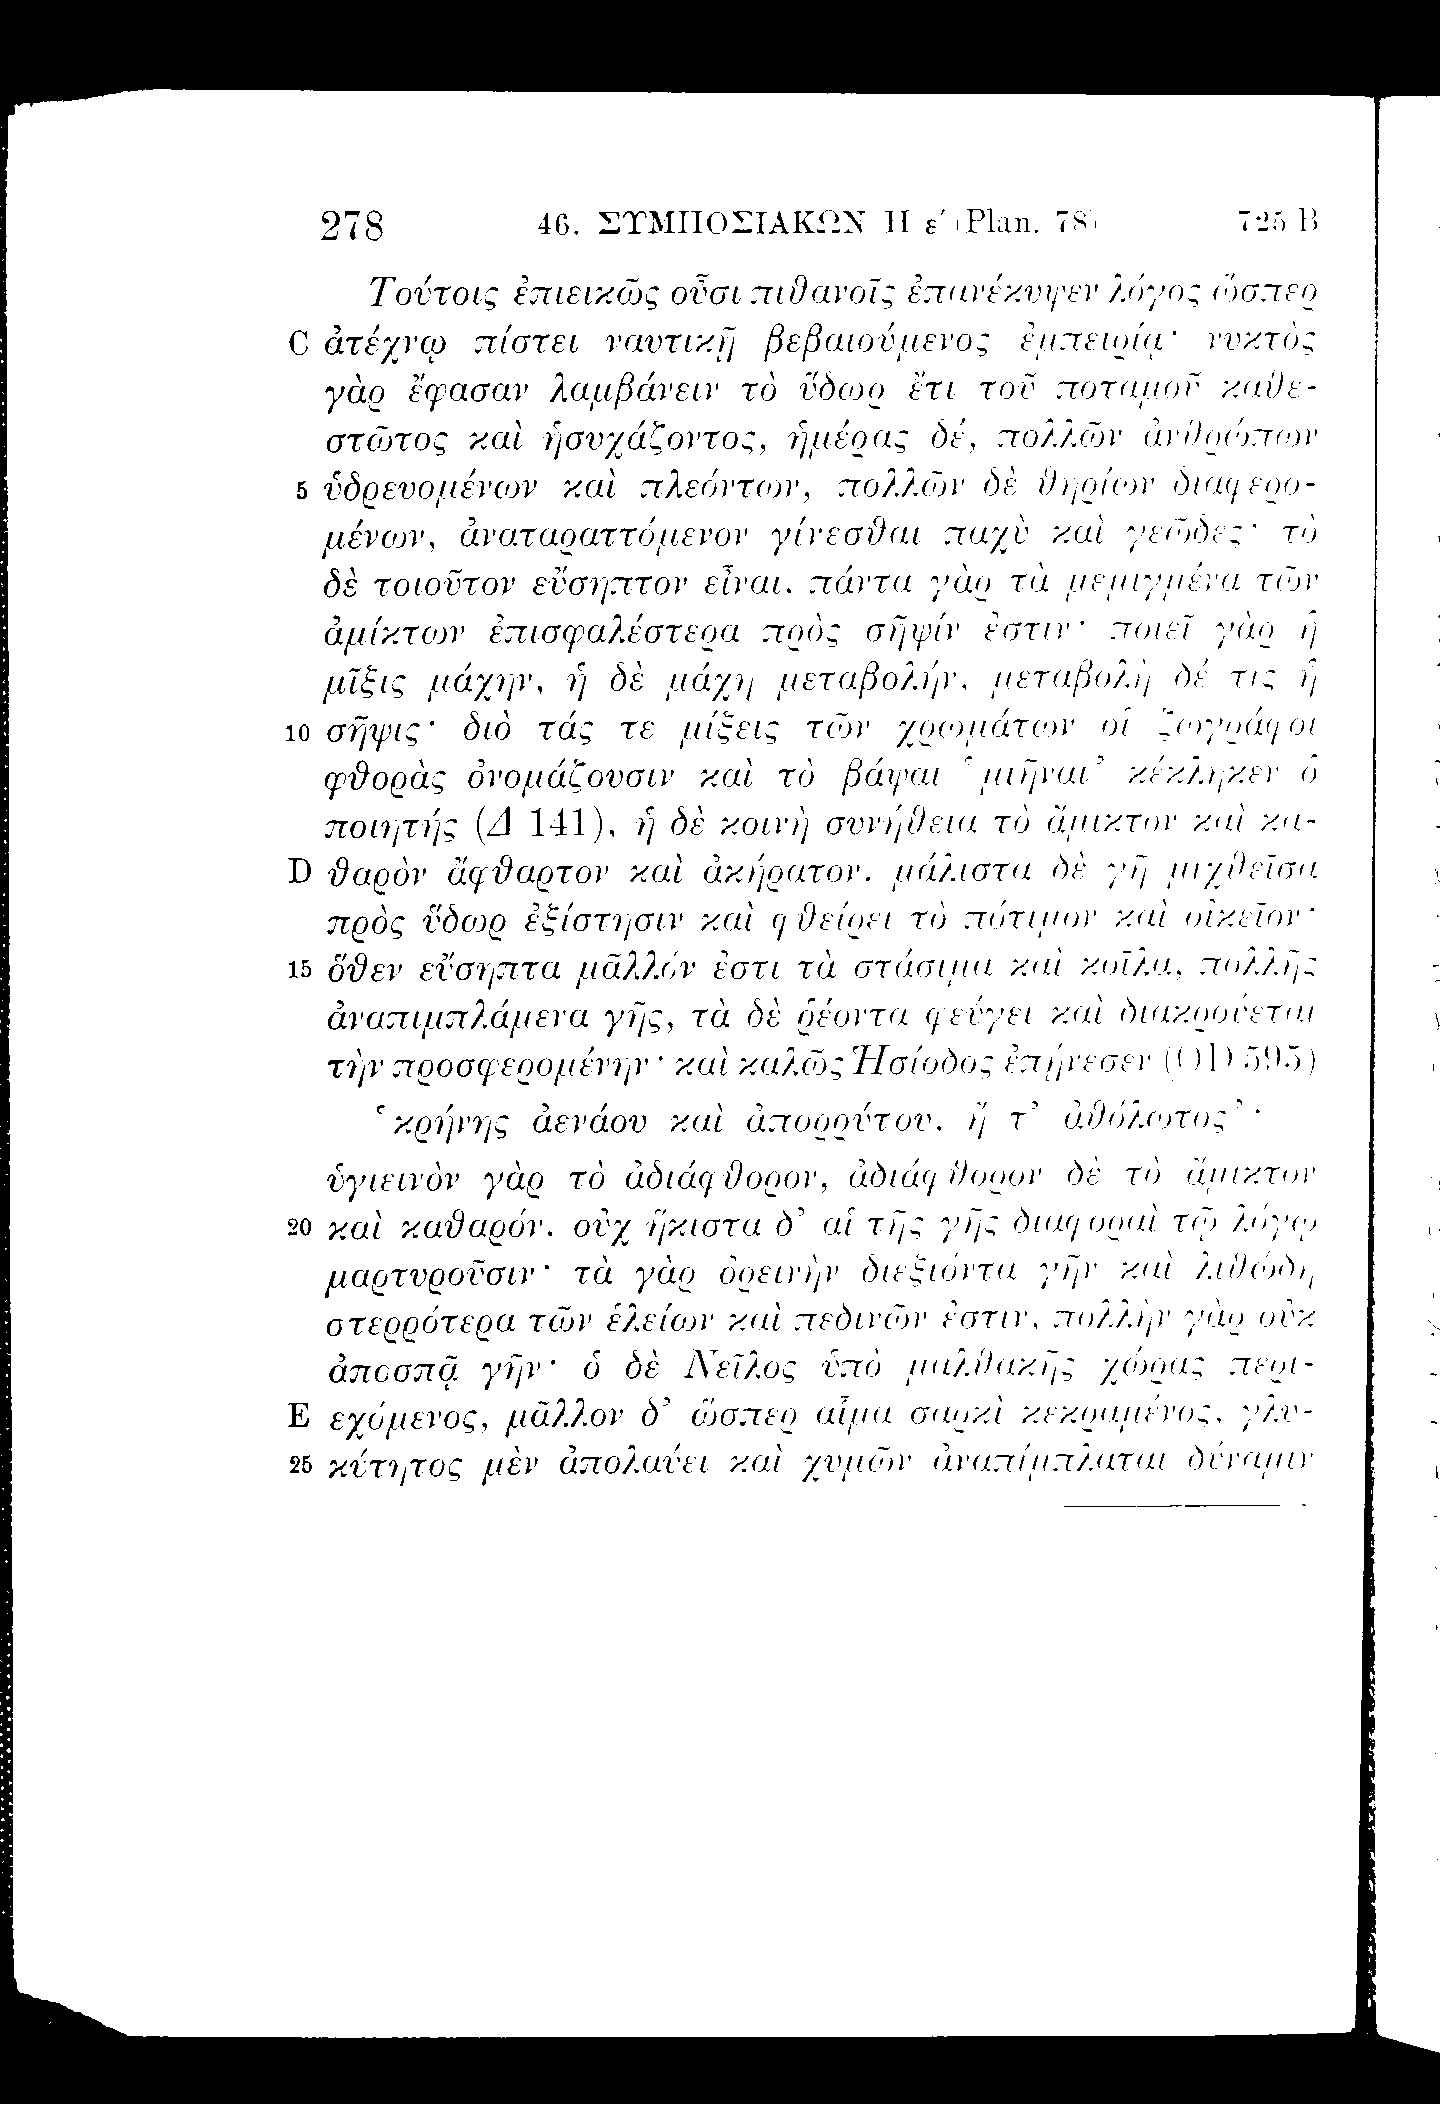 278 46. ΣΥΜΠΟΣΙΑΚΩΝ Η ε′ (Plan. 78) 725 B
Τούτοις ἐπιεικῶς οὖσι πιθανοῖς ἐπανέκυψεν λόγος ὥσπερ
C ἀτέχνῳ πίστει ναυτικῇ βεβαιούμενος ἐμπειρίᾳ· νυκτὸς
γὰρ ἔφασαν λαμβάνειν τὸ ὕδωρ ἔτι τοῦ ποταμοῦ καθε-
στῶτος καὶ ἡσυχάζοντος, ἡμέρας δέ, πολλῶν ἀνθρώπων
5 ὑδρευομένων καὶ πλεόντων, πολλῶν δὲ θηρίων διαφερο-
μένων, ἀναταραττόμενον γίνεσθαι παχὺ καὶ γεῶδες· τὸ
δὲ τοιοῦτον εὔσηπτον εἶναι. πάντα γὰρ τὰ μεμιγμένα τῶν
ἀμίκτων ἐπισφαλέστερα πρὸς σῆψίν ἐστιν· ποιεῖ γὰρ ἡ
μῖξις μάχην, ἡ δὲ μάχη μεταβολήν, μεταβολὴ δέ τις ἡ
10 σῆψις· διὸ τάς τε μίξεις τῶν χρωμάτων οἱ ζωγράφοι
φθορὰς ὀνομάζουσιν καὶ τὸ βάψαι ‘μιῆναι’ κέκληκεν ὁ
ποιητής (Δ 141), ἡ δὲ κοινὴ συνήθεια τὸ ἄμικτον καὶ κα-
D θαρὸν ἄφθαρτον καὶ ἀκήρατον. μάλιστα δὲ γῆ μιχθεῖσα
πρὸς ὕδωρ ἐξίστησιν καὶ φθείρει τὸ πότιμον καὶ οἰκεῖον·
15 ὅθεν εὔσηπτα μᾶλλόν ἐστι τὰ στάσιμα καὶ κοῖλα, πολλῆς
ἀναπιμπλάμενα γῆς, τὰ δὲ ῥέοντα φεύγει καὶ διακρούεται
τὴν προσφερομένην· καὶ καλῶς Ἡσίοδος ἐπῄνεσεν (OD 595)
‘κρήνης ἀενάου καὶ ἀπορρύτου, ἥ τ’ ἀθόλωτος’·
ὑγιεινὸν γὰρ τὸ ἀδιάφθορον, ἀδιάφθορον δὲ τὸ ἄμικτον
20 καὶ καθαρόν. οὐχ ἥκιστα δ’ αἱ τῆς γῆς διαφοραὶ τῷ λόγῳ
μαρτυροῦσιν· τὰ γὰρ ὀρεινὴν διεξιόντα γῆν καὶ λιθώδη
στερρότερα τῶν ἑλείων καὶ πεδινῶν ἐστιν, πολλὴν γὰρ οὐκ
ἀποσπᾷ γῆν· ὁ δὲ Νεῖλος ὑπὸ μαλθακῆς χώρας περι-
E εχόμενος, μᾶλλον δ’ ὥσπερ αἷμα σαρκὶ κεκραμένος, γλυ-
25 κύτητος μὲν ἀπολαύει καὶ χυμῶν ἀναπίμπλαται δύναμιν